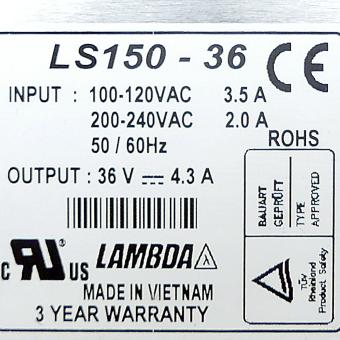 LS150 - 36
CE
INPUT : 100-120VAC 3.5 A
200-240VAC 2.0 A
50 / 60Hz
ROHS
OUTPUT : 36 V 4.3 A
BAUART
GEPRÜFT
TYPE
APPROVED
TÜV
Rheinland
Product Safety
C RU ® US
LAMBDA
MADE IN VIETNAM
3 YEAR WARRANTY